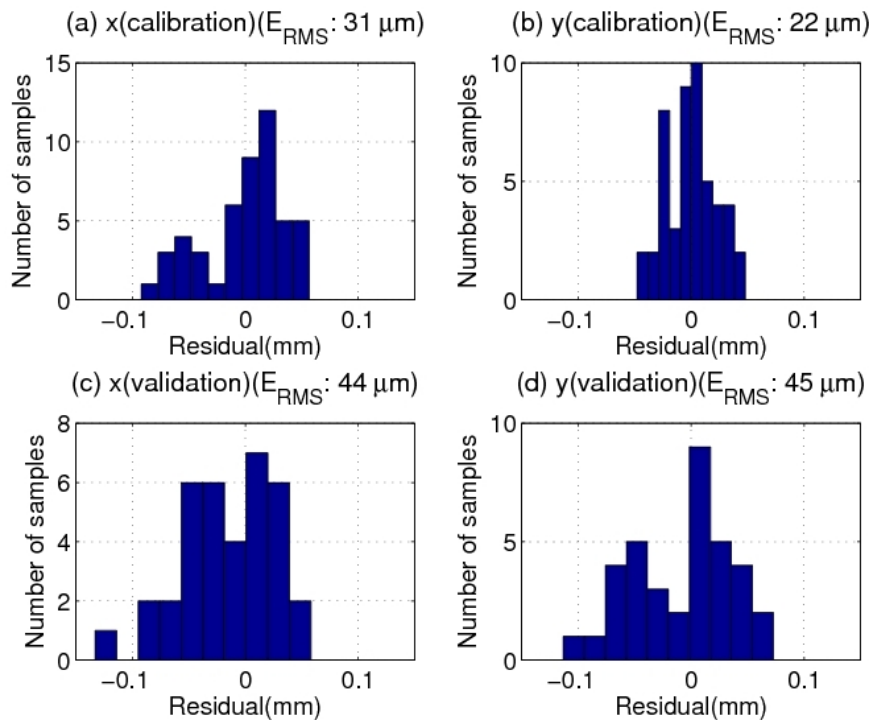 (a) x(calibration)(E_RMS: 31 µm)
15
10
5
0
Number of samples
−0.1 0 0.1
Residual(mm)
(b) y(calibration)(E_RMS: 22 µm)
10
5
0
Number of samples
−0.1 0 0.1
Residual(mm)
(c) x(validation)(E_RMS: 44 µm)
8
6
4
2
0
Number of samples
−0.1 0 0.1
Residual(mm)
(d) y(validation)(E_RMS: 45 µm)
10
5
0
Number of samples
−0.1 0 0.1
Residual(mm)